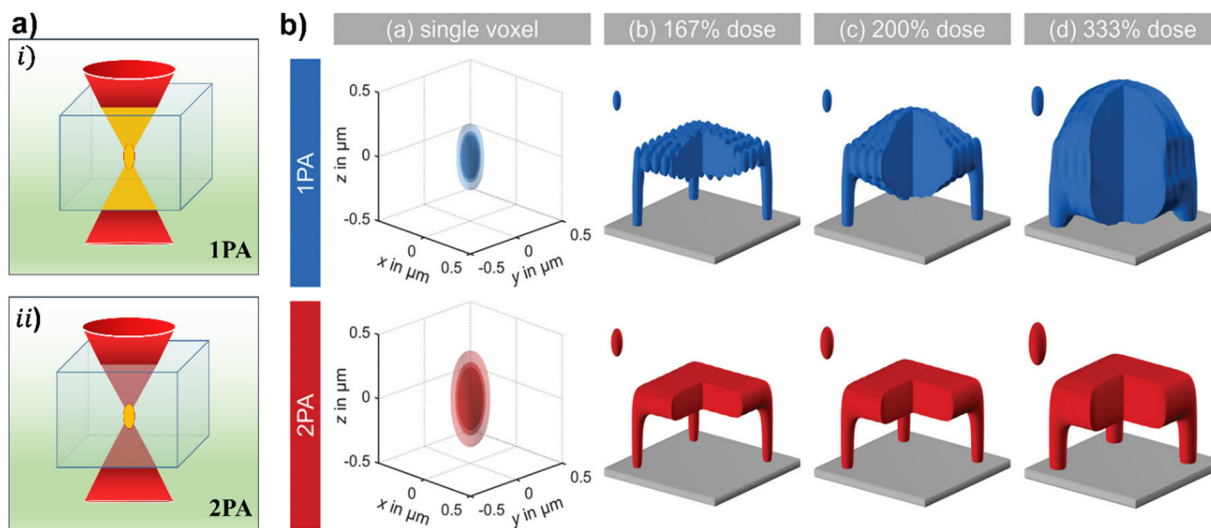 a)
i)
1PA
ii)
2PA
b)
(a) single voxel
(b) 167% dose
(c) 200% dose
(d) 333% dose
1PA
0.5
0
-0.5
z in µm
x in µm
0
0.5
-0.5
y in µm
0
0.5
2PA
0.5
0
-0.5
z in µm
x in µm
0
0.5
-0.5
y in µm
0
0.5